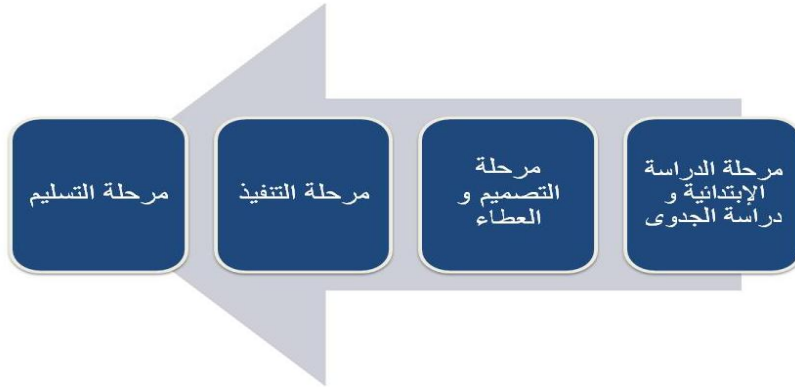 مرحلة الدراسة
الإبتدائية و
دراسة الجدوى
مرحلة
التصميم و
العطاء
مرحلة التنفيذ
مرحلة التسليم